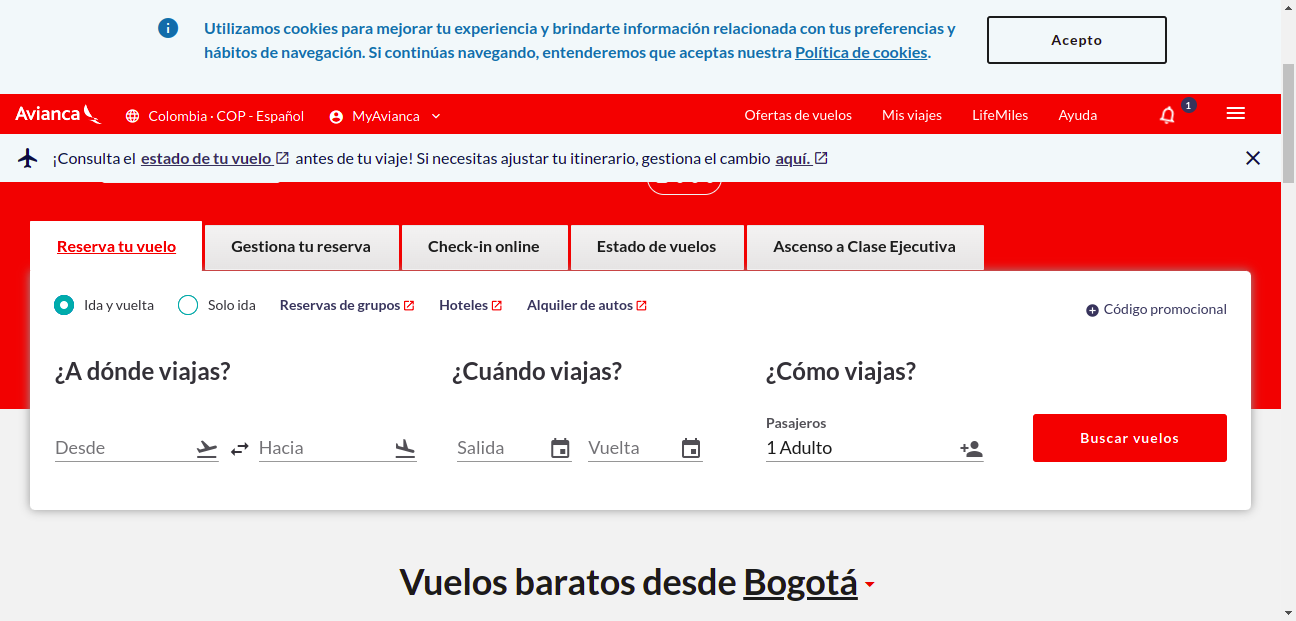 Utilizamos cookies para mejorar tu experiencia y brindarte información relacionada con tus preferencias y
hábitos de navegación. Si continúas navegando, entenderemos que aceptas nuestra Política de cookies.
Acepto
Avianca
Colombia · COP - Español
MyAvianca
Ofertas de vuelos
Mis viajes
LifeMiles
Ayuda
1
¡Consulta el estado de tu vuelo antes de tu viaje! Si necesitas ajustar tu itinerario, gestiona el cambio aquí.
Reserva tu vuelo
Gestiona tu reserva
Check-in online
Estado de vuelos
Ascenso a Clase Ejecutiva
Ida y vuelta
Solo ida
Reservas de grupos
Hoteles
Alquiler de autos
Código promocional
¿A dónde viajas?
¿Cuándo viajas?
¿Cómo viajas?
Pasajeros
Desde
Hacia
Salida
Vuelta
1 Adulto
Buscar vuelos
Vuelos baratos desde Bogotá